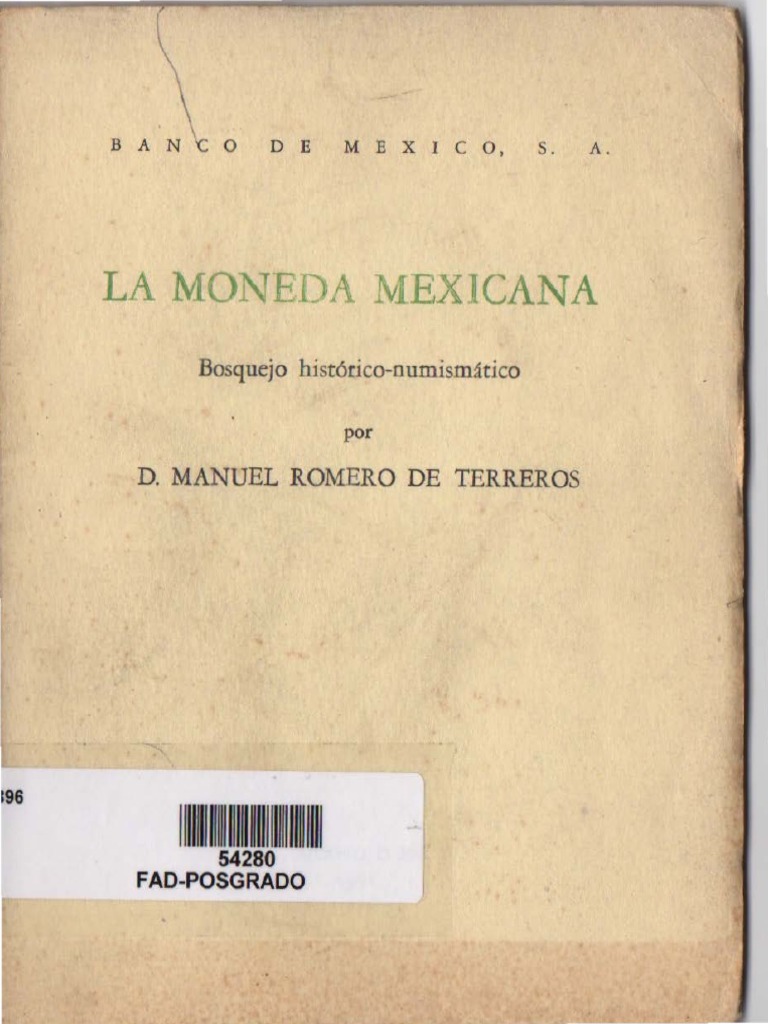 BANCO DE MEXICO, S. A.
LA MONEDA MEXICANA
Bosquejo histórico-numismático
por
D. MANUEL ROMERO DE TERREROS
396
54280
FAD-POSGRADO